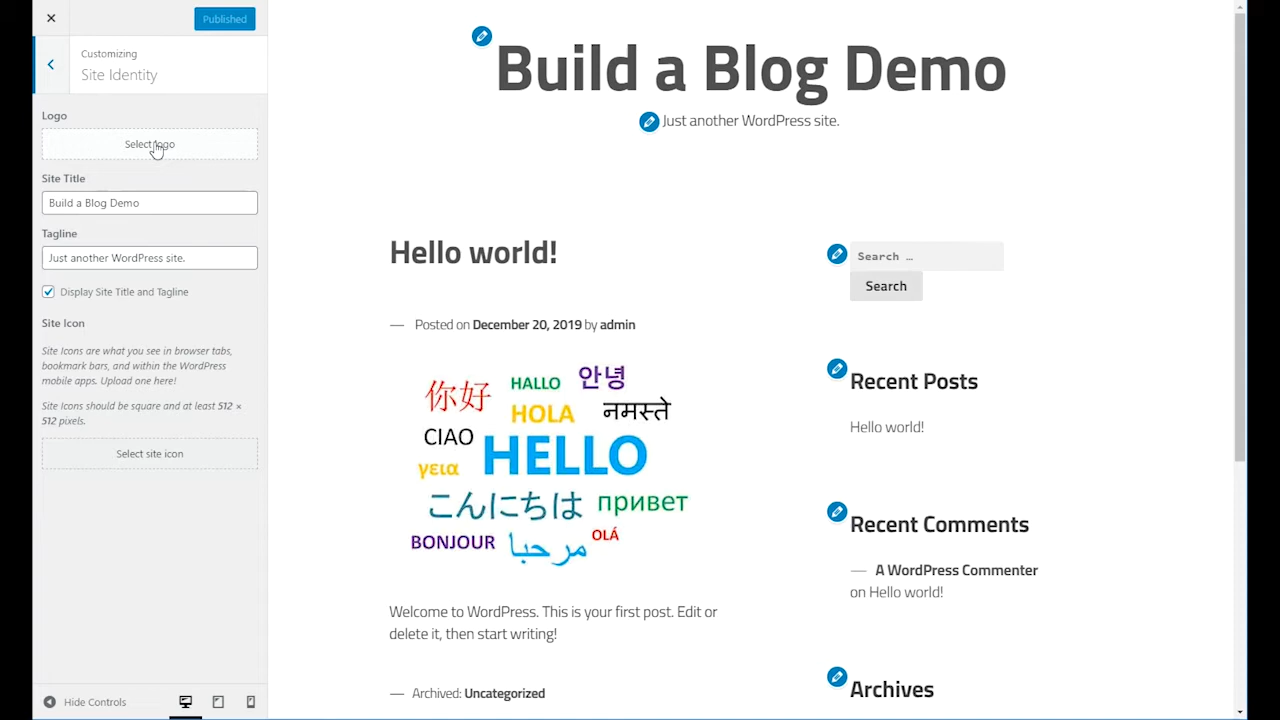 Published
Customizing
Site Identity
Logo
Select logo
Site Title
Build a Blog Demo
Tagline
Just another WordPress site.
Display Site Title and Tagline
Site Icon
Site Icons are what you see in browser tabs,
bookmark bars, and within the WordPress
mobile apps. Upload one here!
Site Icons should be square and at least 512 ×
512 pixels.
Select site icon
Hide Controls
Build a Blog Demo
Just another WordPress site.
Hello world!
— Posted on December 20, 2019 by admin
你好 HALLO 안녕
HOLA नमस्ते
CIAO HELLO
γεια
こんにちは привет
BONJOUR مرحبا OLÁ
Welcome to WordPress. This is your first post. Edit or
delete it, then start writing!
— Archived: Uncategorized
Search …
Search
Recent Posts
Hello world!
Recent Comments
— A WordPress Commenter
on Hello world!
Archives